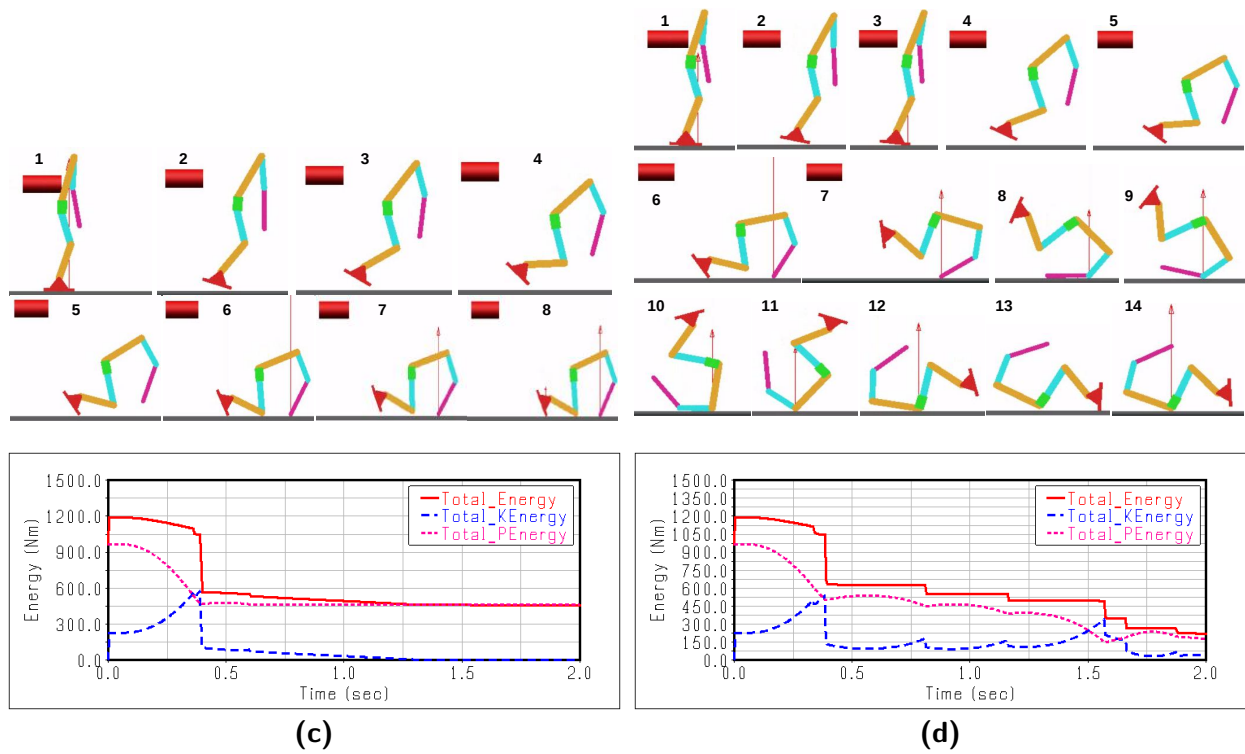 1 2 3 4
5 6 7 8
1500.0
1200.0
900.0
600.0
300.0
0.0
Energy (Nm)
Total_Energy
Total_KEnergy
Total_PEnergy
0.0 0.5 1.0 1.5 2.0
Time (sec)
(c)
1 2 3 4 5
6 7 8 9
10 11 12 13 14
1500.0
1350.0
1200.0
1050.0
900.0
750.0
600.0
450.0
300.0
150.0
0.0
Energy (Nm)
Total_Energy
Total_KEnergy
Total_PEnergy
0.0 0.5 1.0 1.5 2.0
Time (sec)
(d)